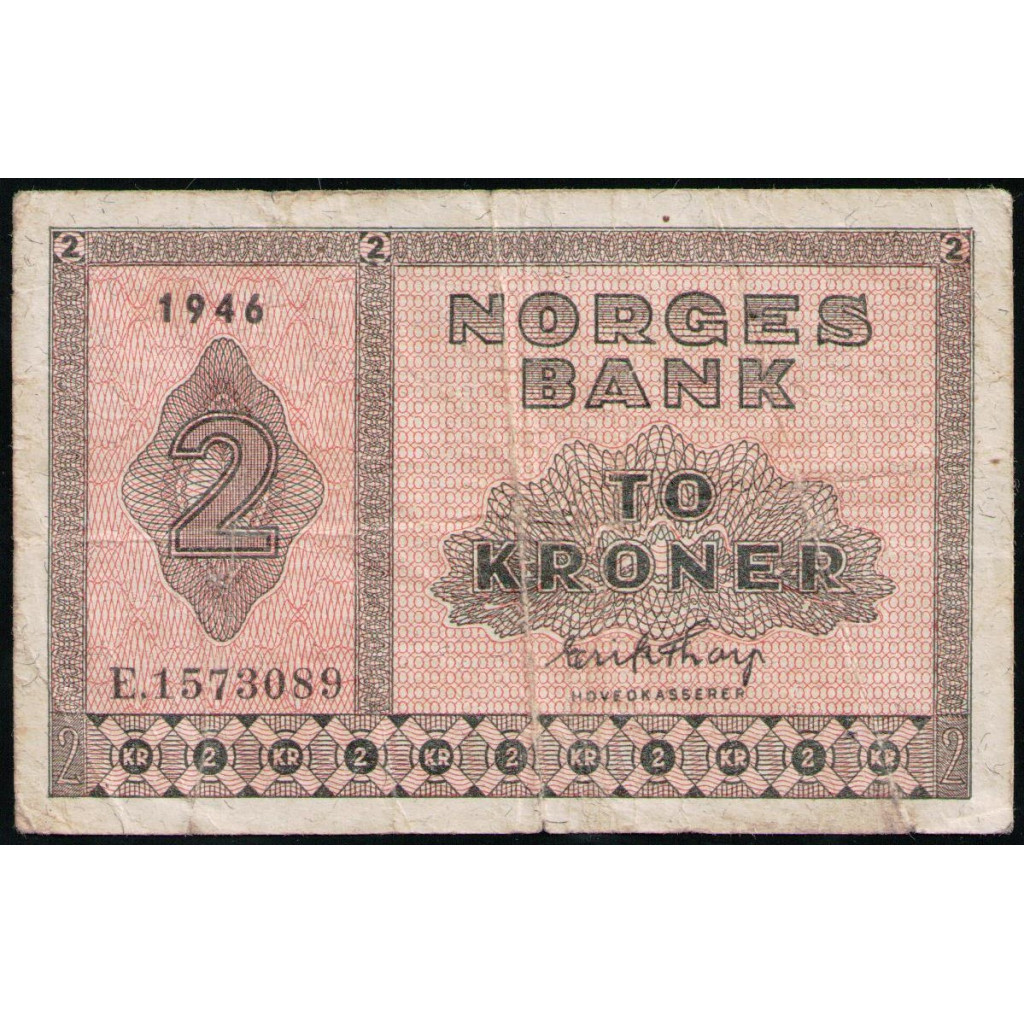 2 2 2
1946
NORGES
BANK
2
TO
KRONER
E.1573089
HOVEDKASSERER
2 KR 2 KR 2 KR 2 KR 2 KR 2 KR 2